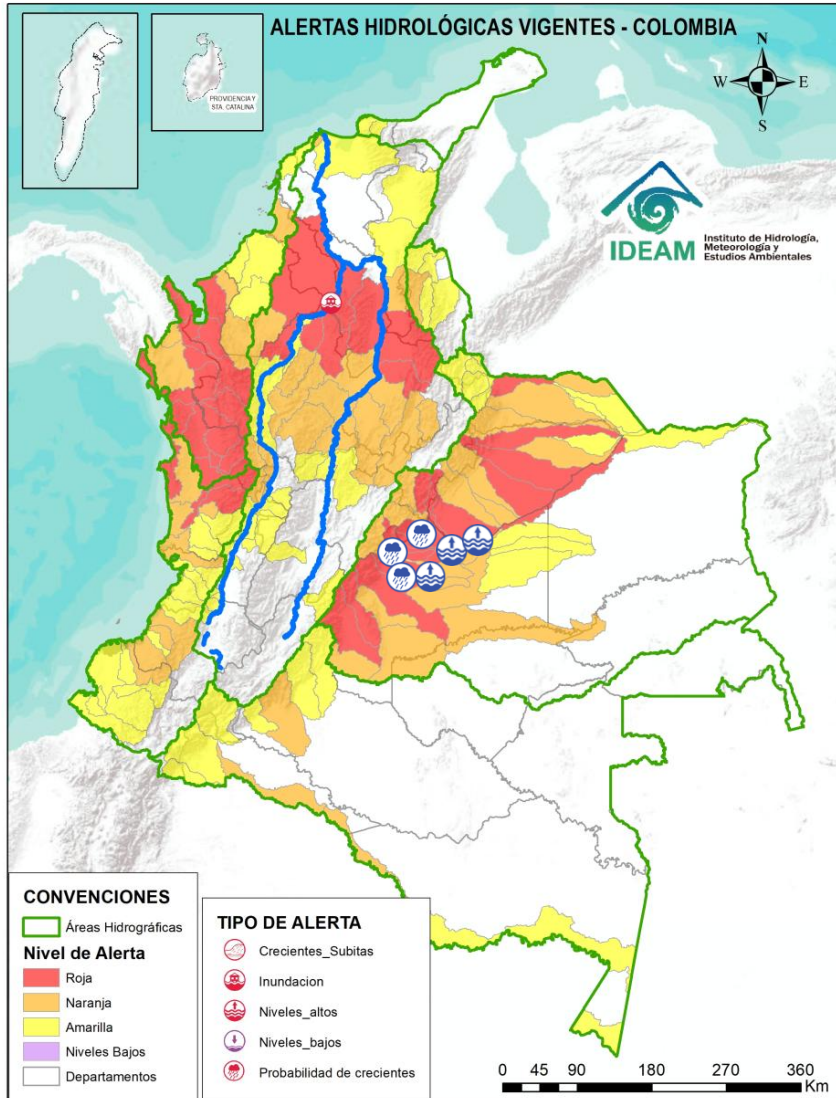 ALERTAS HIDROLÓGICAS VIGENTES - COLOMBIA
PROVIDENCIA Y
STA. CATALINA
N
W
E
S
IDEAM
Instituto de Hidrología,
Meteorología y
Estudios Ambientales
CONVENCIONES
Áreas Hidrográficas
Nivel de Alerta
Roja
Naranja
Amarilla
Niveles Bajos
Departamentos
TIPO DE ALERTA
Crecientes_Subitas
Inundacion
Niveles_altos
Niveles_bajos
Probabilidad de crecientes
0 45 90 180 270 360
Km